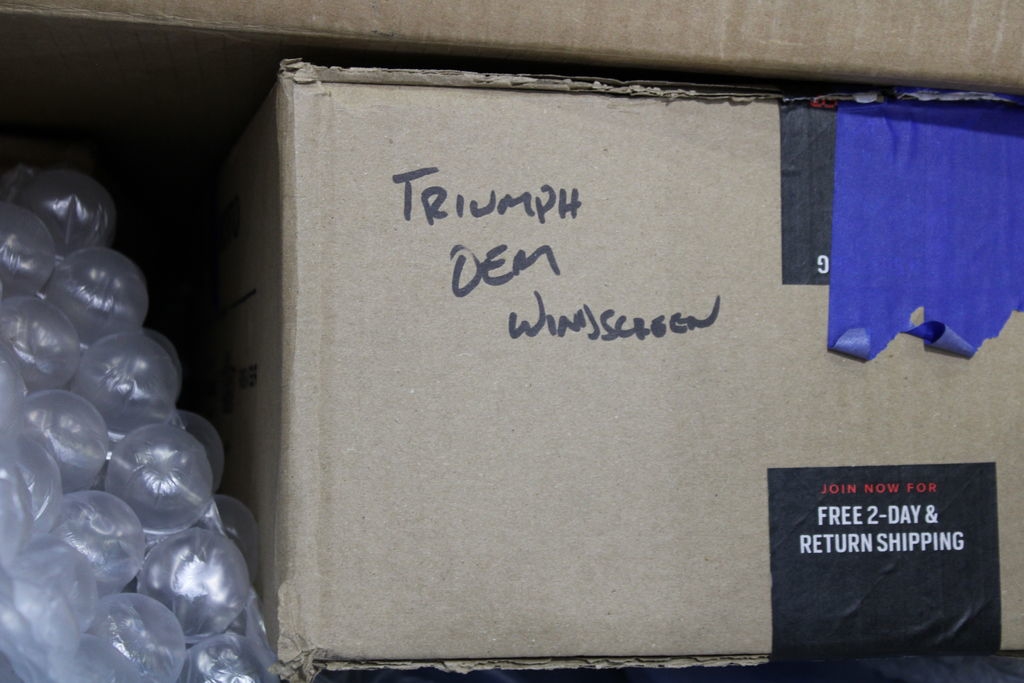 TRIUMPH
OEM
WINDSCREEN
G
JOIN NOW FOR
FREE 2-DAY &
RETURN SHIPPING